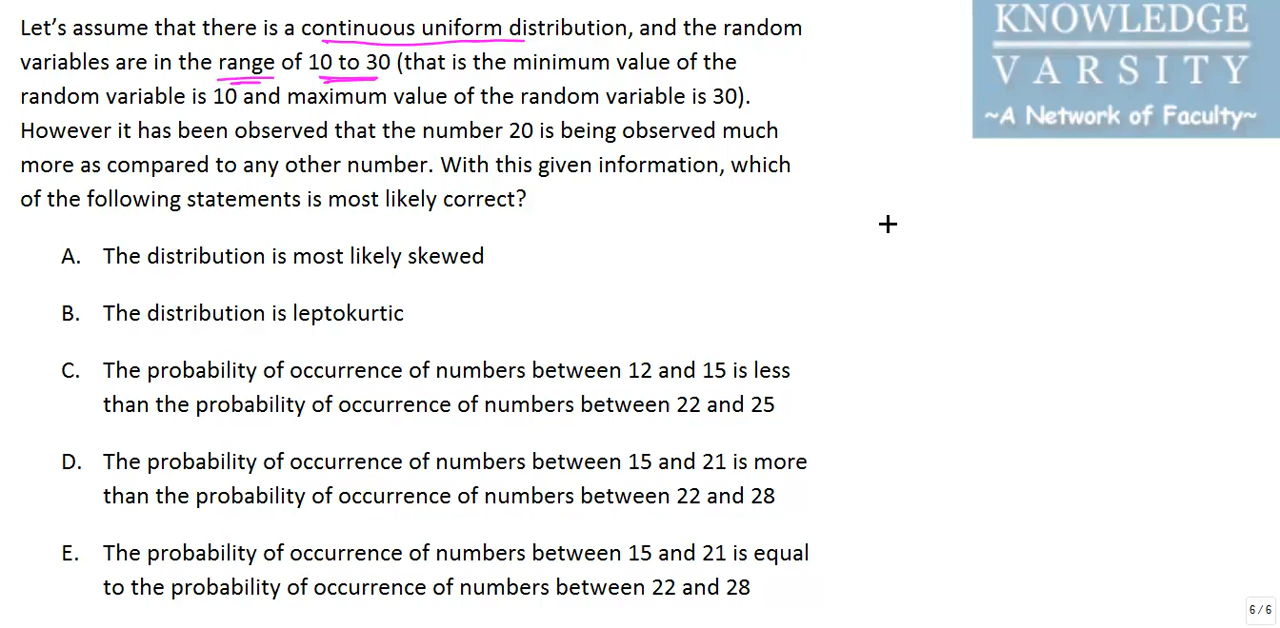 Let’s assume that there is a continuous uniform distribution, and the random
variables are in the range of 10 to 30 (that is the minimum value of the
random variable is 10 and maximum value of the random variable is 30).
However it has been observed that the number 20 is being observed much
more as compared to any other number. With this given information, which
of the following statements is most likely correct?
A. The distribution is most likely skewed
B. The distribution is leptokurtic
C. The probability of occurrence of numbers between 12 and 15 is less
than the probability of occurrence of numbers between 22 and 25
D. The probability of occurrence of numbers between 15 and 21 is more
than the probability of occurrence of numbers between 22 and 28
E. The probability of occurrence of numbers between 15 and 21 is equal
to the probability of occurrence of numbers between 22 and 28
KNOWLEDGE
VARSITY
~A Network of Faculty~
6 / 6